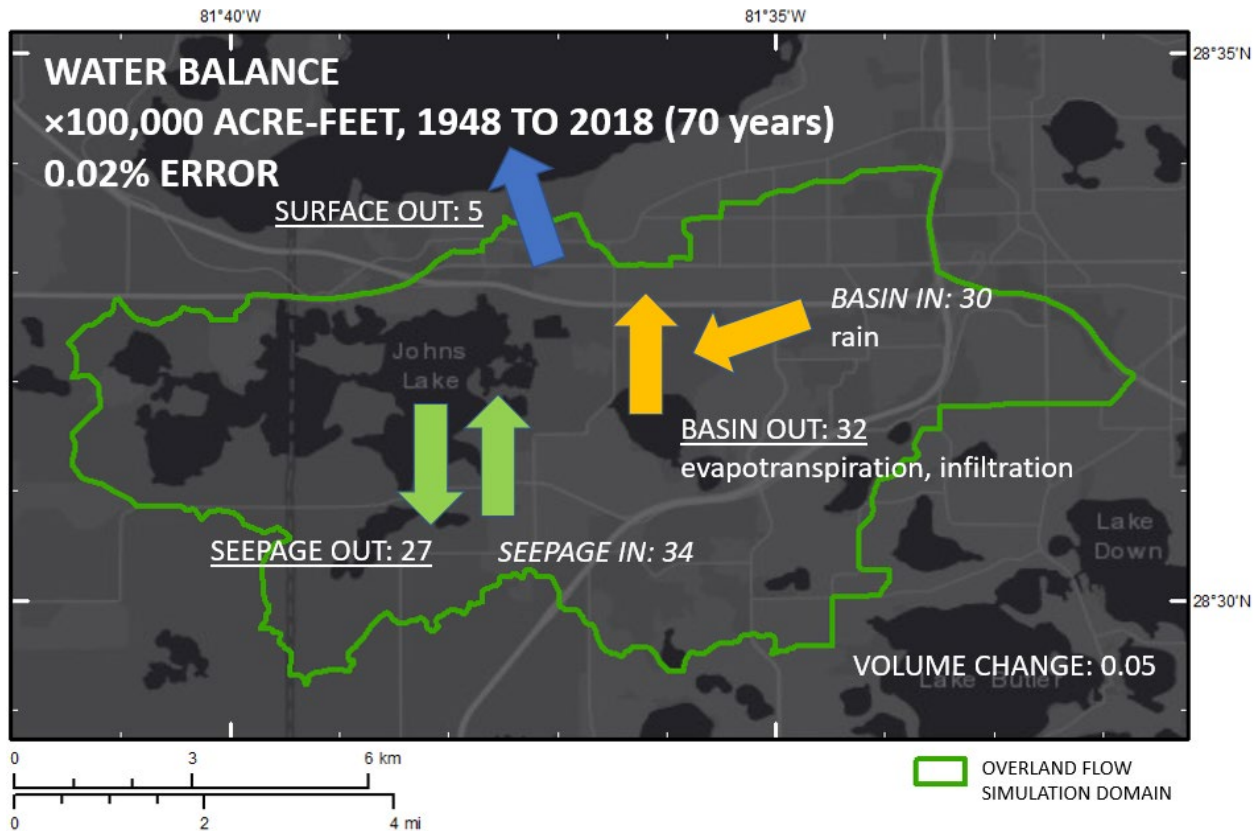 81°40'W
81°35'W
28°35'N
WATER BALANCE
×100,000 ACRE-FEET, 1948 TO 2018 (70 years)
0.02% ERROR
SURFACE OUT: 5
BASIN IN: 30
rain
Johns
Lake
BASIN OUT: 32
evapotranspiration, infiltration
SEEPAGE OUT: 27
SEEPAGE IN: 34
Lake
Down
28°30'N
VOLUME CHANGE: 0.05
Lake Butler
0 3 6 km
0 2 4 mi
OVERLAND FLOW
SIMULATION DOMAIN